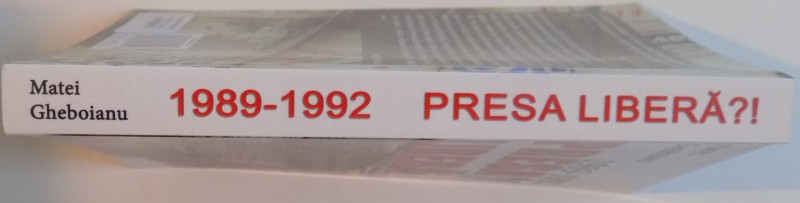 Matei
Gheboianu
1989-1992 PRESA LIBERĂ?!